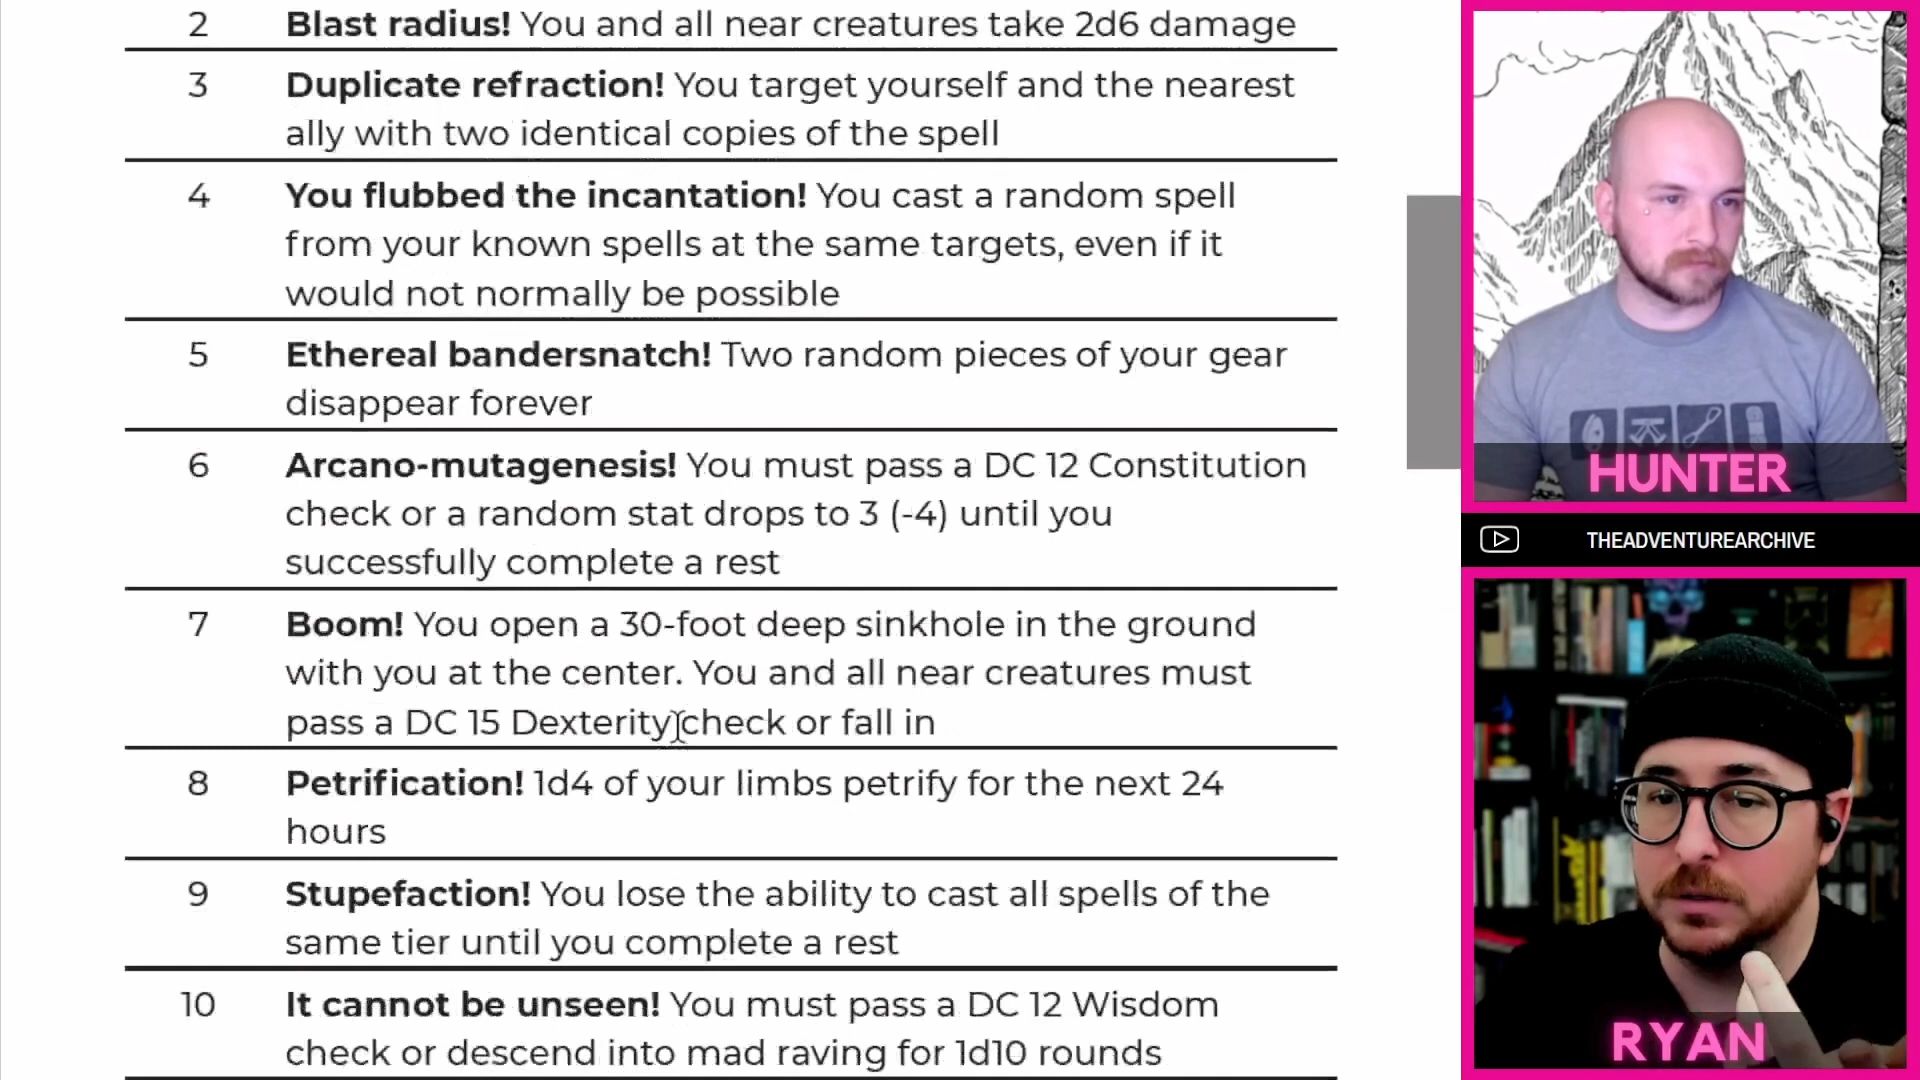 2 Blast radius! You and all near creatures take 2d6 damage
3 Duplicate refraction! You target yourself and the nearest
ally with two identical copies of the spell
4 You flubbed the incantation! You cast a random spell
from your known spells at the same targets, even if it
would not normally be possible
5 Ethereal bandersnatch! Two random pieces of your gear
disappear forever
6 Arcano-mutagenesis! You must pass a DC 12 Constitution
check or a random stat drops to 3 (-4) until you
successfully complete a rest
7 Boom! You open a 30-foot deep sinkhole in the ground
with you at the center. You and all near creatures must
pass a DC 15 Dexterity check or fall in
8 Petrification! 1d4 of your limbs petrify for the next 24
hours
9 Stupefaction! You lose the ability to cast all spells of the
same tier until you complete a rest
10 It cannot be unseen! You must pass a DC 12 Wisdom
check or descend into mad raving for 1d10 rounds
HUNTER
THEADVENTUREARCHIVE
RYAN